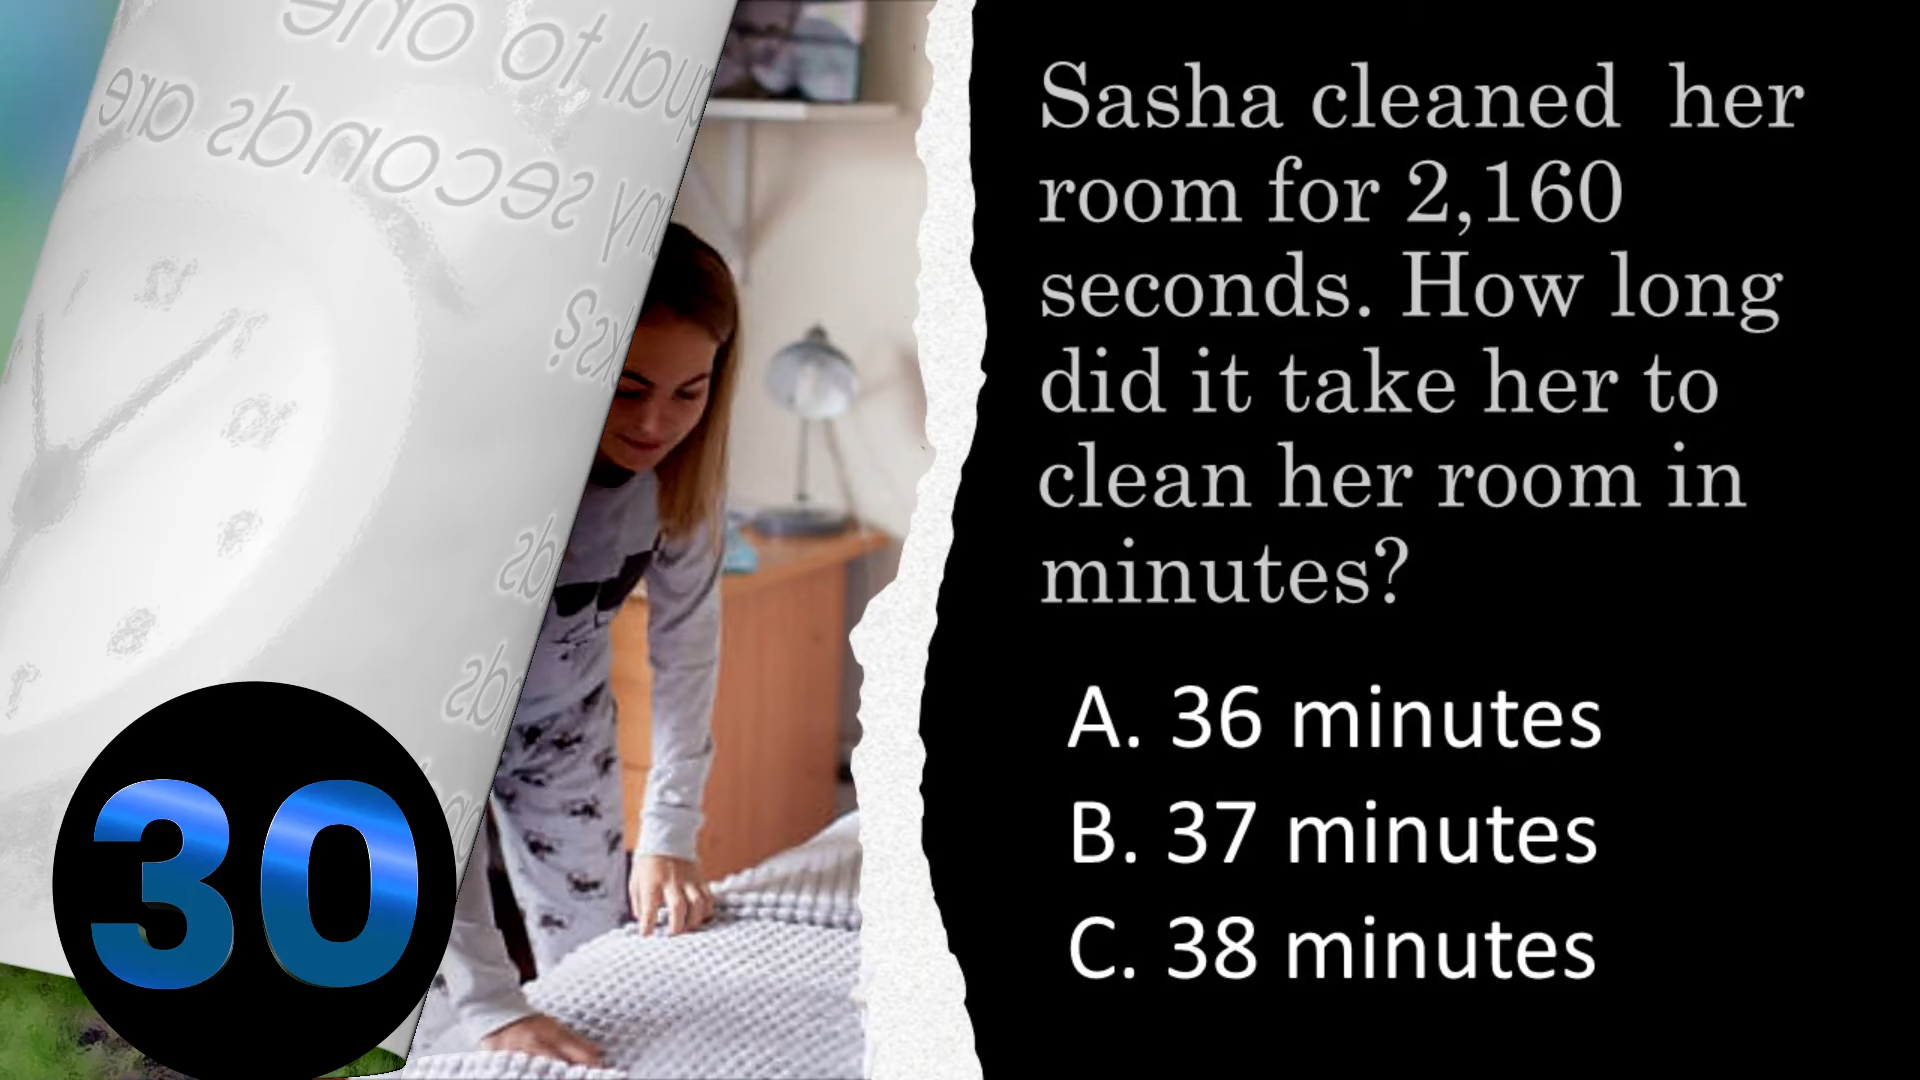 Sasha cleaned her
room for 2,160
seconds. How long
did it take her to
clean her room in
minutes?
A. 36 minutes
B. 37 minutes
C. 38 minutes
30